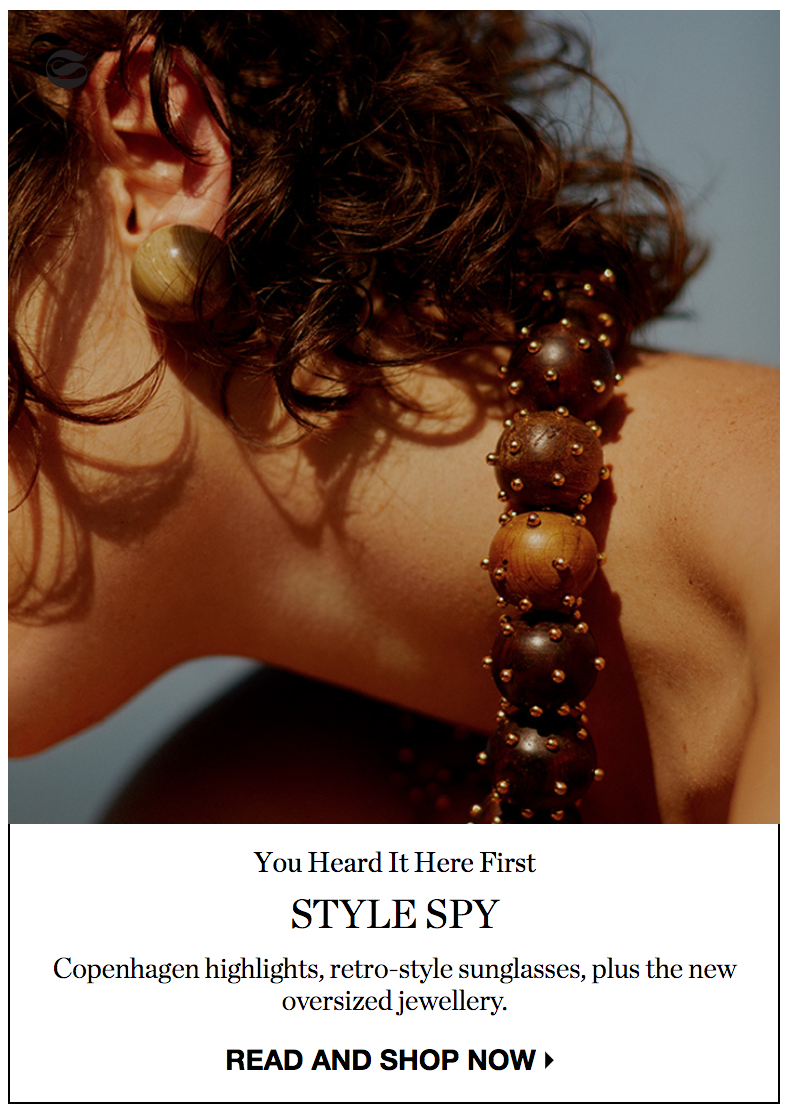 You Heard It Here First
STYLE SPY
Copenhagen highlights, retro-style sunglasses, plus the new
oversized jewellery.
READ AND SHOP NOW